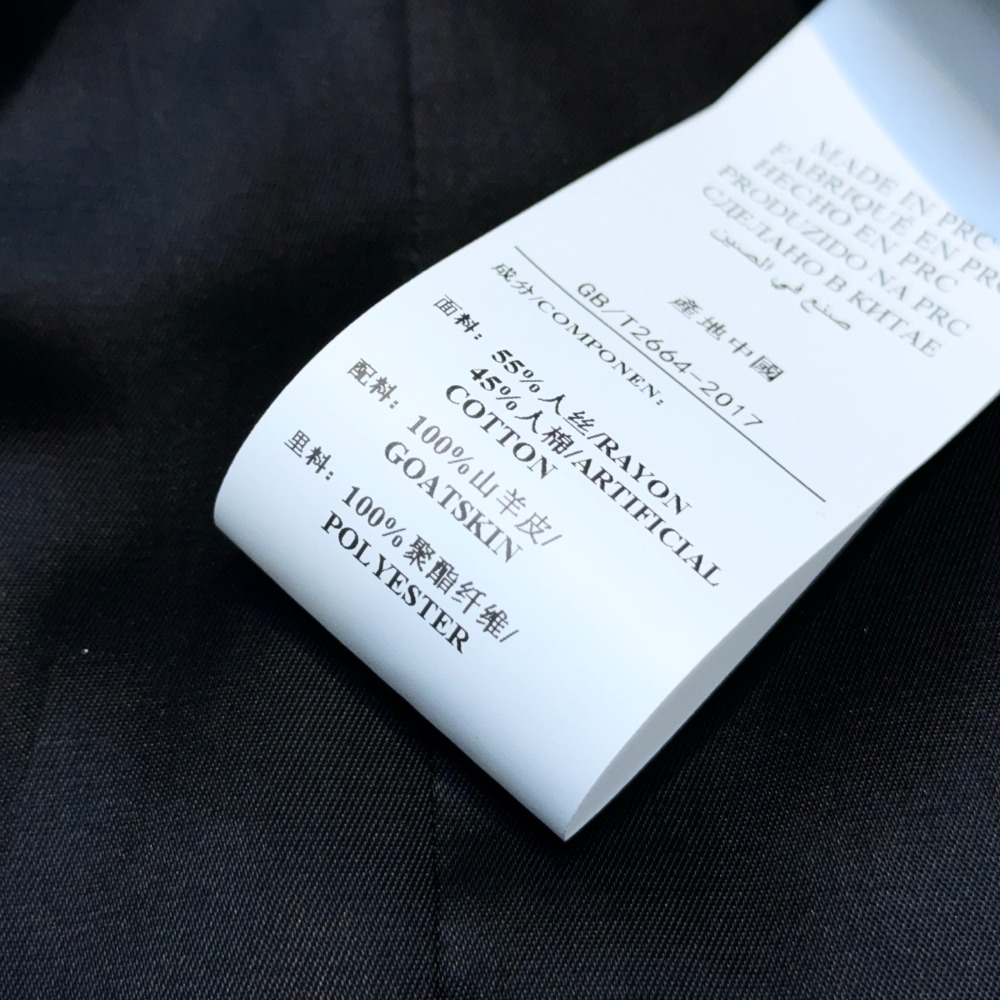 MADE IN PRC
FABRIQUÉ EN PRC
HECHO EN PRC
PRODUZIDO NA PRC
СДЕЛАНО В КИТАЕ
صنع في الصين
產地中國
GB/T2664-2017
成分/COMPONEN:
面料: 55%人丝/RAYON
45%人棉/ARTIFICIAL
COTTON
配料: 100%山羊皮/
GOATSKIN
里料: 100%聚酯纤维/
POLYESTER